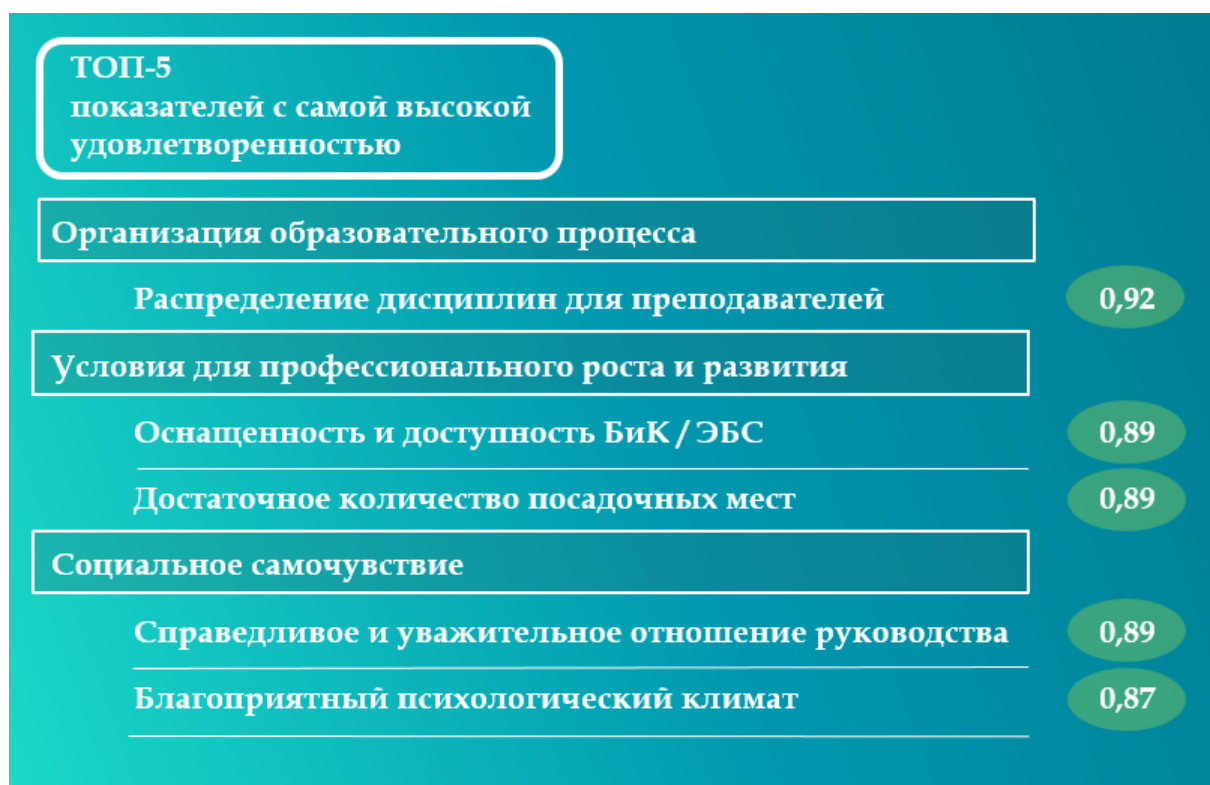 ТОП-5
показателей с самой высокой
удовлетворенностью
Организация образовательного процесса
Распределение дисциплин для преподавателей 0,92
Условия для профессионального роста и развития
Оснащенность и доступность БиК / ЭБС 0,89
Достаточное количество посадочных мест 0,89
Социальное самочувствие
Справедливое и уважительное отношение руководства 0,89
Благоприятный психологический климат 0,87